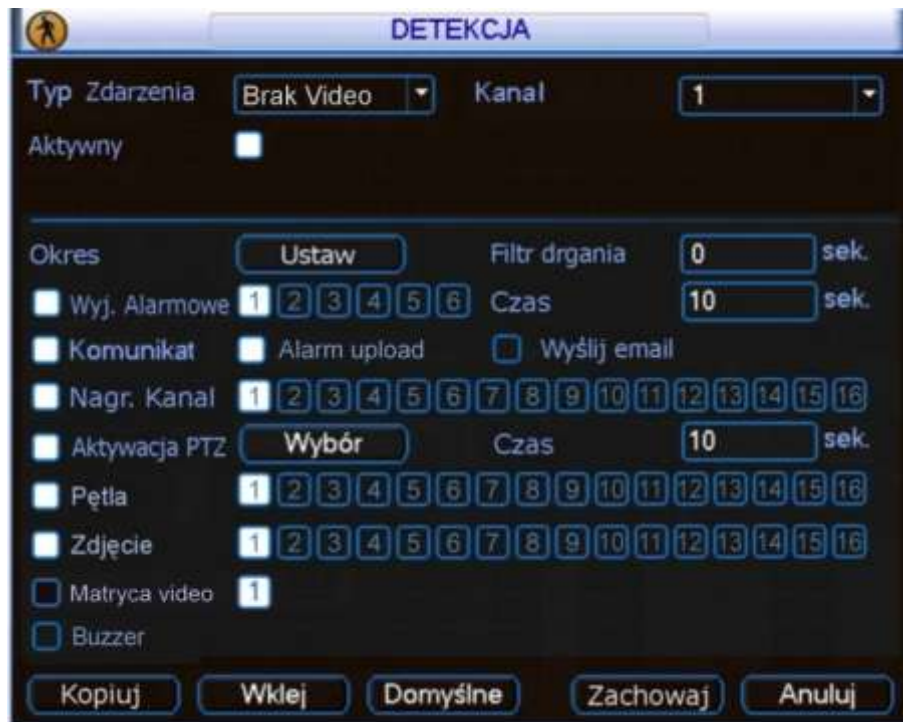 DETEKCJA
Typ Zdarzenia Brak Video Kanal 1
Aktywny
Okres Ustaw Filtr drgania 0 sek.
Wyj. Alarmowe 1 2 3 4 5 6 Czas 10 sek.
Komunikat Alarm upload Wyślij email
Nagr. Kanal 1 2 3 4 5 6 7 8 9 10 11 12 13 14 15 16
Aktywacja PTZ Wybór Czas 10 sek.
Pętla 1 2 3 4 5 6 7 8 9 10 11 12 13 14 15 16
Zdjęcie 1 2 3 4 5 6 7 8 9 10 11 12 13 14 15 16
Matryca video 1
Buzzer
Kopiuj Wklej Domyślne Zachowaj Anuluj